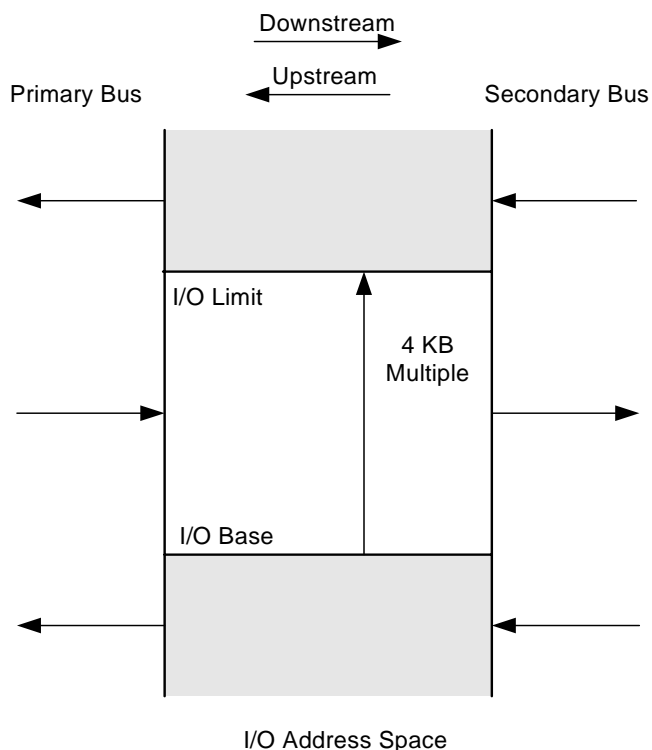 Downstream
Upstream
Primary Bus
Secondary Bus
I/O Limit
4 KB
Multiple
I/O Base
I/O Address Space